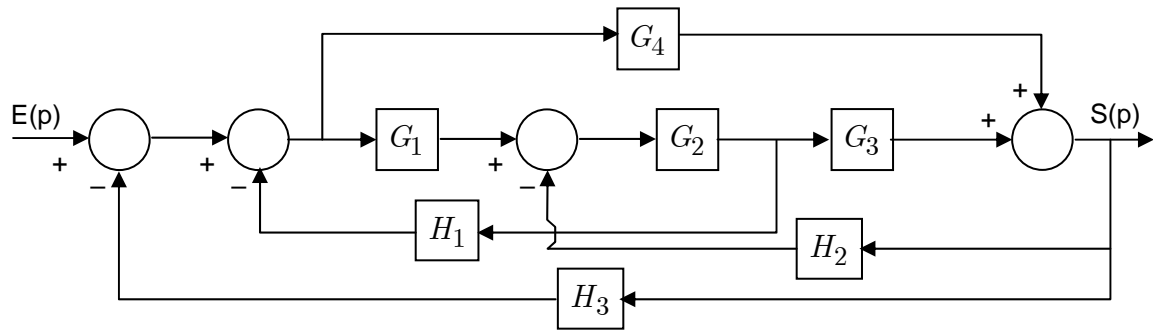 G4
E(p)
S(p)
+
+
G1
G2
G3
+
+
+
+
−
−
−
H1
H2
H3